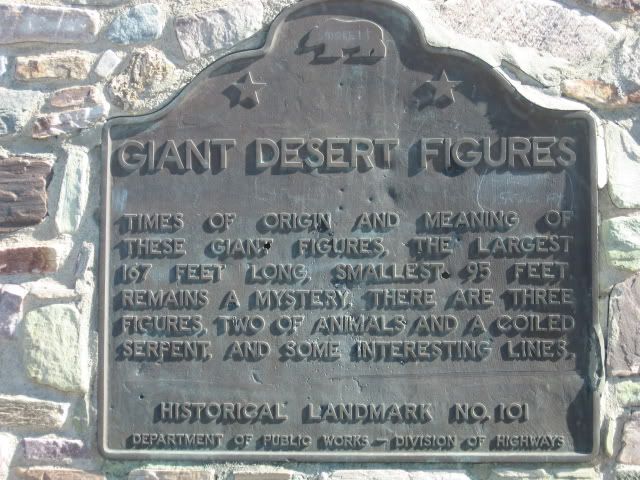 GIANT DESERT FIGURES
TIMES OF ORIGIN AND MEANING OF
THESE GIANT FIGURES, THE LARGEST
167 FEET LONG, SMALLEST 95 FEET,
REMAINS A MYSTERY. THERE ARE THREE
FIGURES, TWO OF ANIMALS AND A COILED
SERPENT, AND SOME INTERESTING LINES.
HISTORICAL LANDMARK NO. 101
DEPARTMENT OF PUBLIC WORKS — DIVISION OF HIGHWAYS